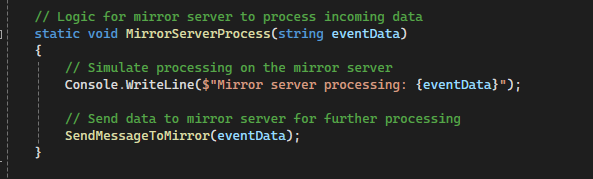 // Logic for mirror server to process incoming data
static void MirrorServerProcess(string eventData)
{
// Simulate processing on the mirror server
Console.WriteLine($"Mirror server processing: {eventData}");
// Send data to mirror server for further processing
SendMessageToMirror(eventData);
}